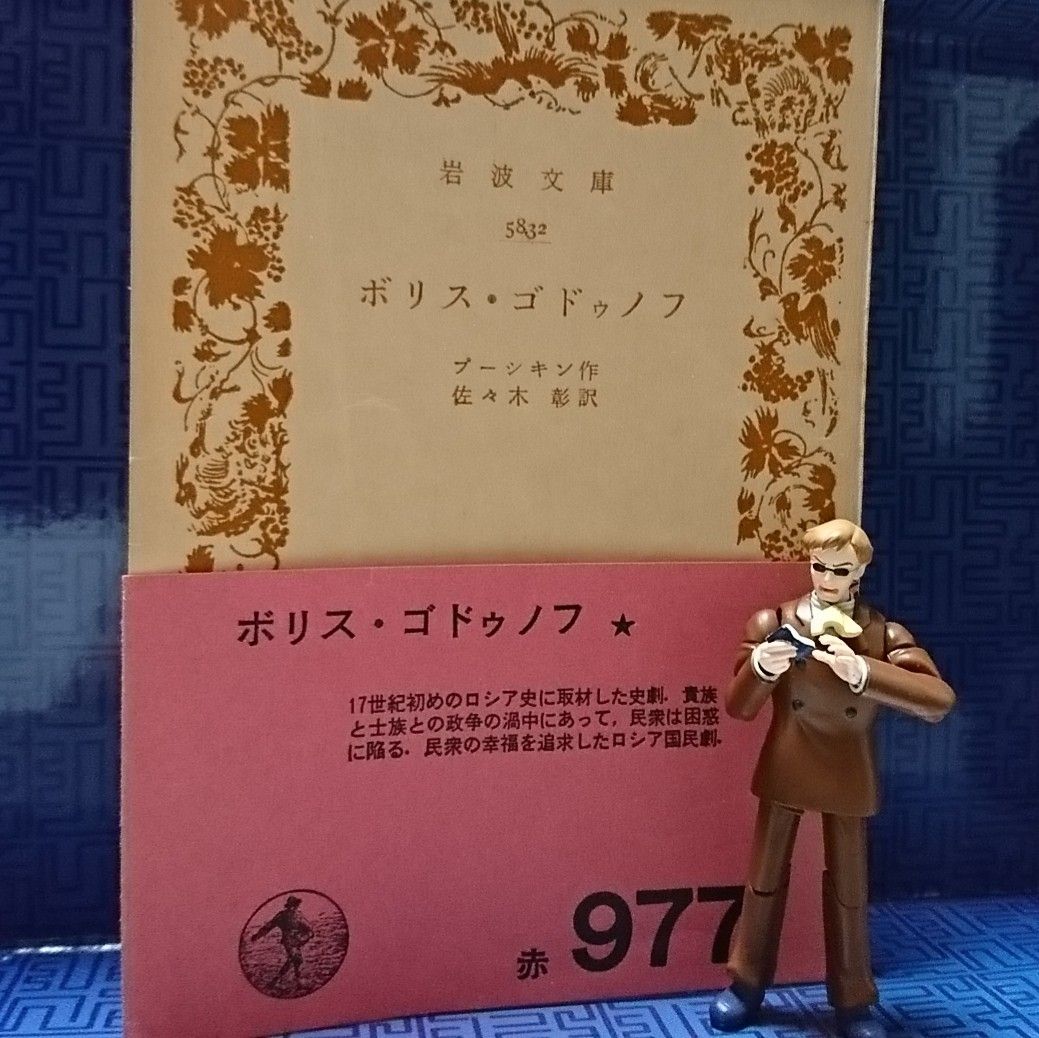 岩波文庫
5832
ボリス・ゴドゥノフ
プーシキン作
佐々木 彰訳
ボリス・ゴドゥノフ ★
17世紀初めのロシア史に取材した史劇．貴族
と士族との政争の渦中にあって，民衆は困惑
に陥る．民衆の幸福を追求したロシア国民劇．
赤 977